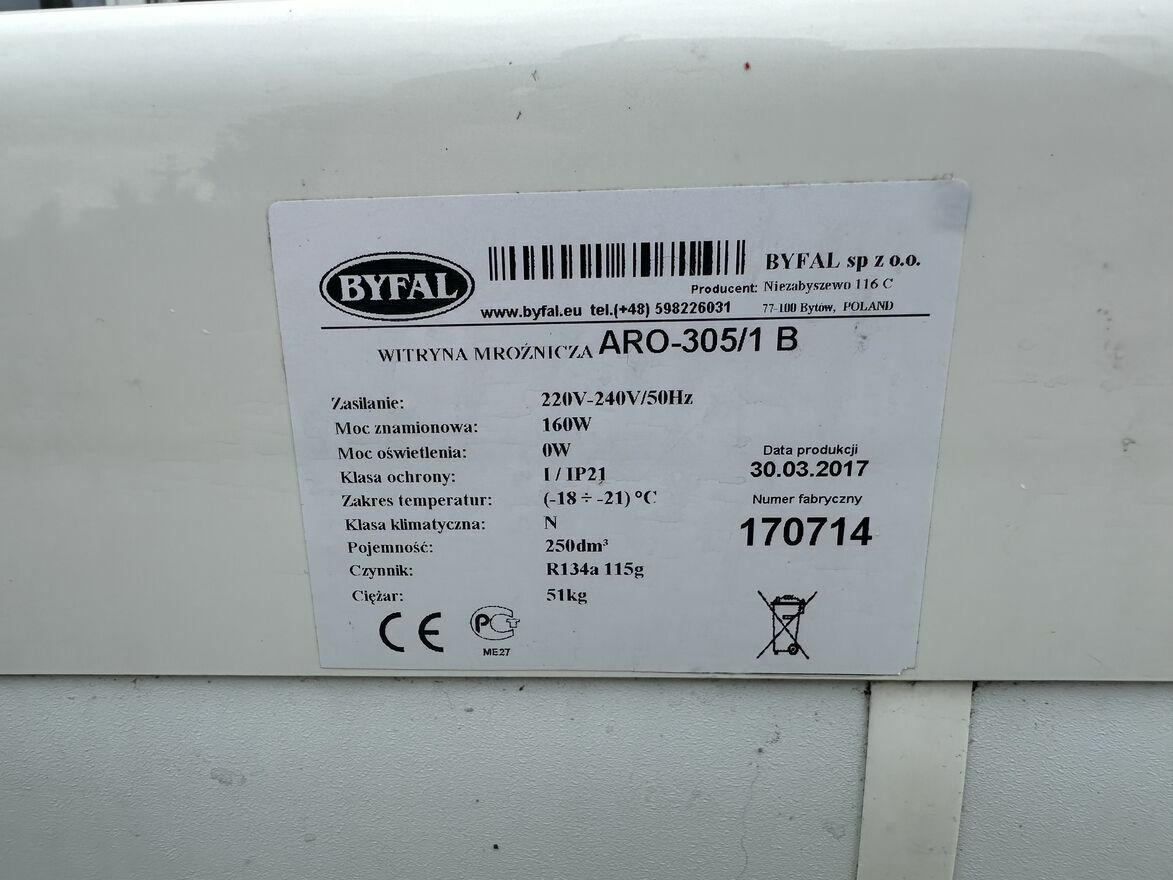 BYFAL
BYFAL sp z o.o.
Producent: Niezabyszewo 116 C
www.byfal.eu tel.(+48) 598226031
77-100 Bytów, POLAND
WITRYNA MROŹNICZA ARO-305/1 B
Zasilanie: 220V-240V/50Hz
Moc znamionowa: 160W
Moc oświetlenia: 0W
Klasa ochrony: I / IP21
Zakres temperatur: (-18 ÷ -21) °C
Klasa klimatyczna: N
Pojemność: 250dm³
Czynnik: R134a 115g
Ciężar: 51kg
Data produkcji
30.03.2017
Numer fabryczny
170714
CE
PCT
ME27